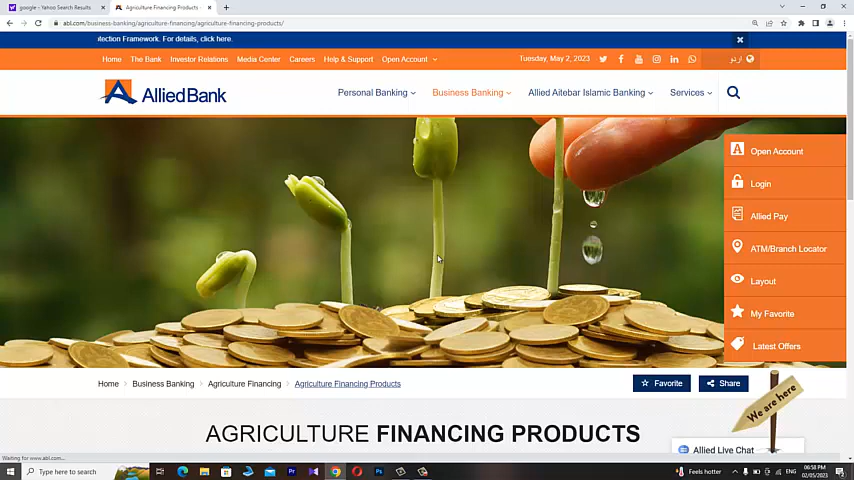 google - Yahoo Search Results
Agriculture Financing Products
abl.com/business-banking/agriculture-financing/agriculture-financing-products/
tection Framework. For details, click here.
Home The Bank Investor Relations Media Center Careers Help & Support Open Account Tuesday, May 2, 2023 اردو
Allied Bank Personal Banking Business Banking Allied Aitebar Islamic Banking Services
Open Account
Login
Allied Pay
ATM/Branch Locator
Layout
My Favorite
Latest Offers
Home Business Banking Agriculture Financing Agriculture Financing Products Favorite Share
We are here
AGRICULTURE FINANCING PRODUCTS
Allied Live Chat
Waiting for www.abl.com...
Type here to search
Feels hotter ENG 06:58 PM
02/05/2023